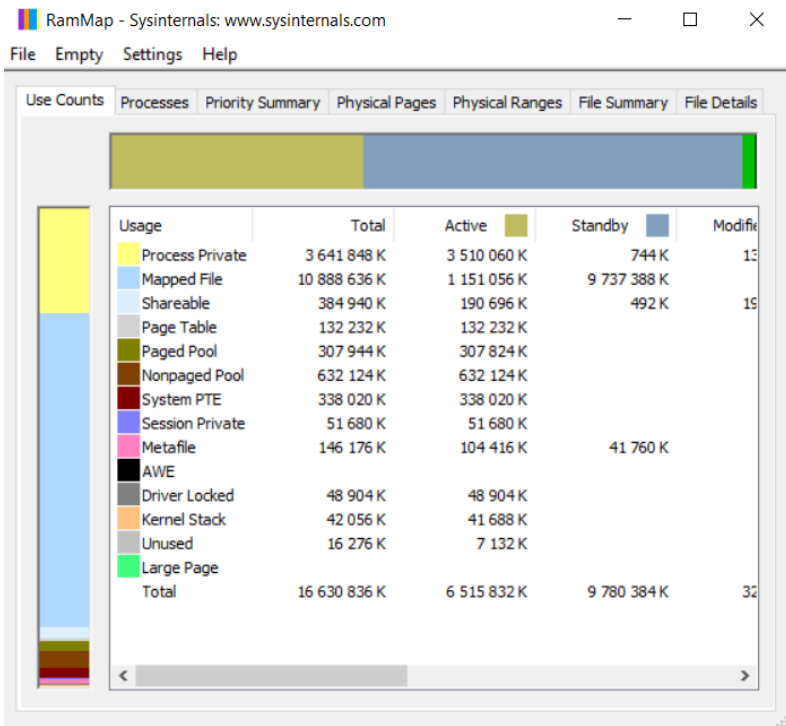 RamMap - Sysinternals: www.sysinternals.com
File Empty Settings Help
Use Counts Processes Priority Summary Physical Pages Physical Ranges File Summary File Details
Usage Total Active Standby Modifie
Process Private 3 641 848 K 3 510 060 K 744 K 13
Mapped File 10 888 636 K 1 151 056 K 9 737 388 K
Shareable 384 940 K 190 696 K 492 K 19
Page Table 132 232 K 132 232 K
Paged Pool 307 944 K 307 824 K
Nonpaged Pool 632 124 K 632 124 K
System PTE 338 020 K 338 020 K
Session Private 51 680 K 51 680 K
Metafile 146 176 K 104 416 K 41 760 K
AWE
Driver Locked 48 904 K 48 904 K
Kernel Stack 42 056 K 41 688 K
Unused 16 276 K 7 132 K
Large Page
Total 16 630 836 K 6 515 832 K 9 780 384 K 32